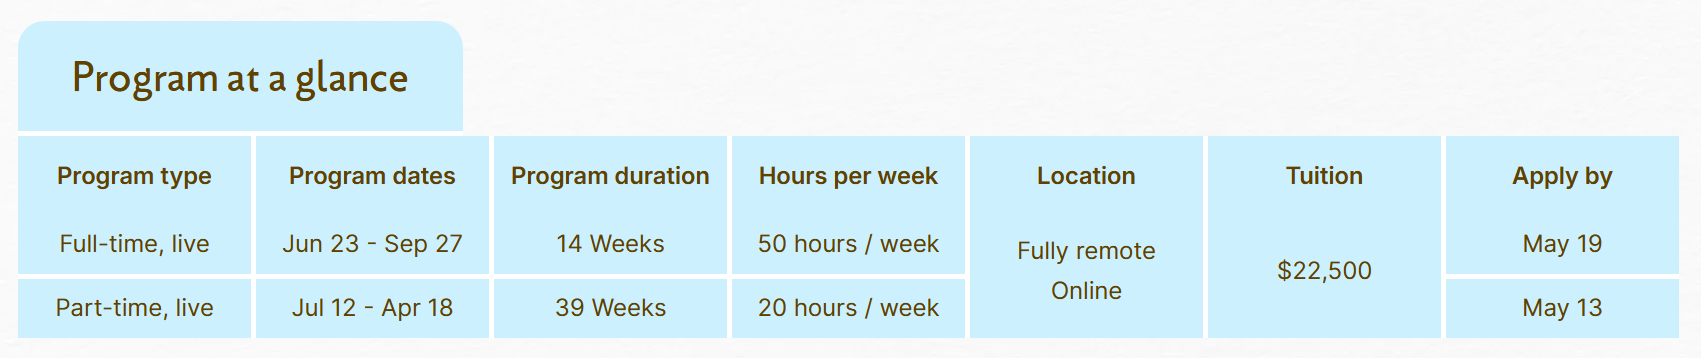 Program at a glance
Program type Program dates Program duration Hours per week Location Tuition Apply by
Full-time, live Jun 23 - Sep 27 14 Weeks 50 hours / week Fully remote Online $22,500 May 19
Part-time, live Jul 12 - Apr 18 39 Weeks 20 hours / week May 13